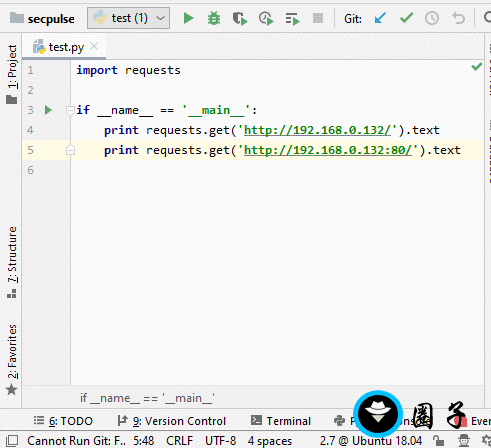 secpulse test (1) Git:
test.py
1: Project
7: Structure
2: Favorites
1 import requests
2
3 if __name__ == '__main__':
4 print requests.get('http://192.168.0.132/').text
5 print requests.get('http://192.168.0.132:80/').text
6
if __name__ == '__main__'
圈子
6: TODO 9: Version Control Terminal Even
Cannot Run Git: F... 5:48 CRLF UTF-8 4 spaces 2.7 @ Ubuntu 18.04